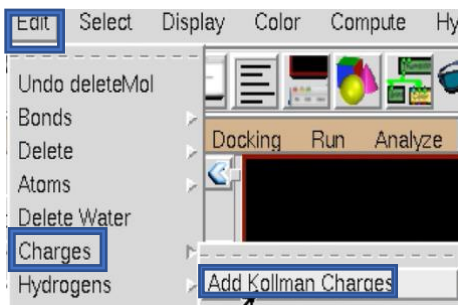 Edit Select Display Color Compute Hy
Undo deleteMol
Bonds
Docking Run Analyze
Delete
Atoms
Delete Water
Charges
Hydrogens Add Kollman Charges